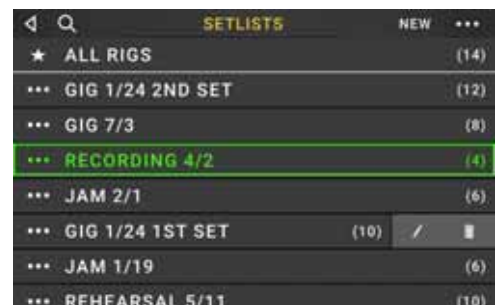 SETLISTS NEW
ALL RIGS (14)
GIG 1/24 2ND SET (12)
GIG 7/3 (8)
RECORDING 4/2 (4)
JAM 2/1 (6)
GIG 1/24 1ST SET (10)
JAM 1/19 (6)
REHEARSAL 5/11 (10)